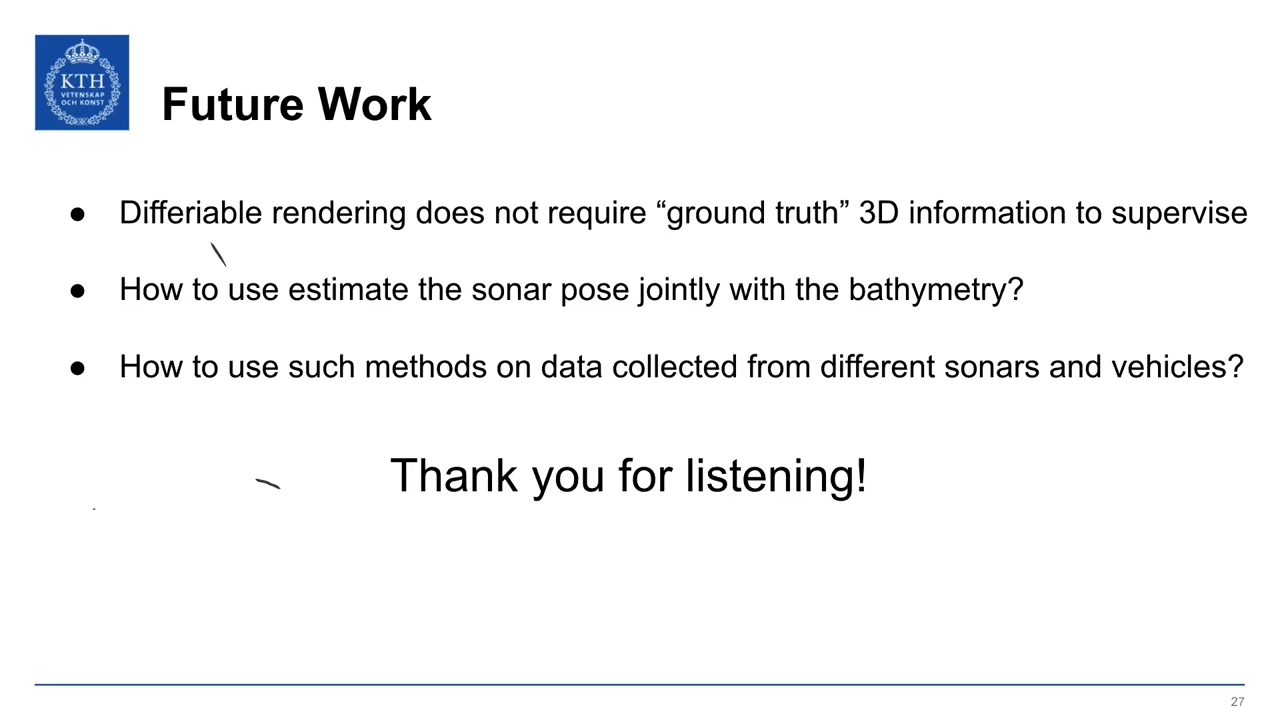 KTH
VETENSKAP
OCH KONST
Future Work
● Differiable rendering does not require “ground truth” 3D information to supervise
● How to use estimate the sonar pose jointly with the bathymetry?
● How to use such methods on data collected from different sonars and vehicles?
Thank you for listening!
27